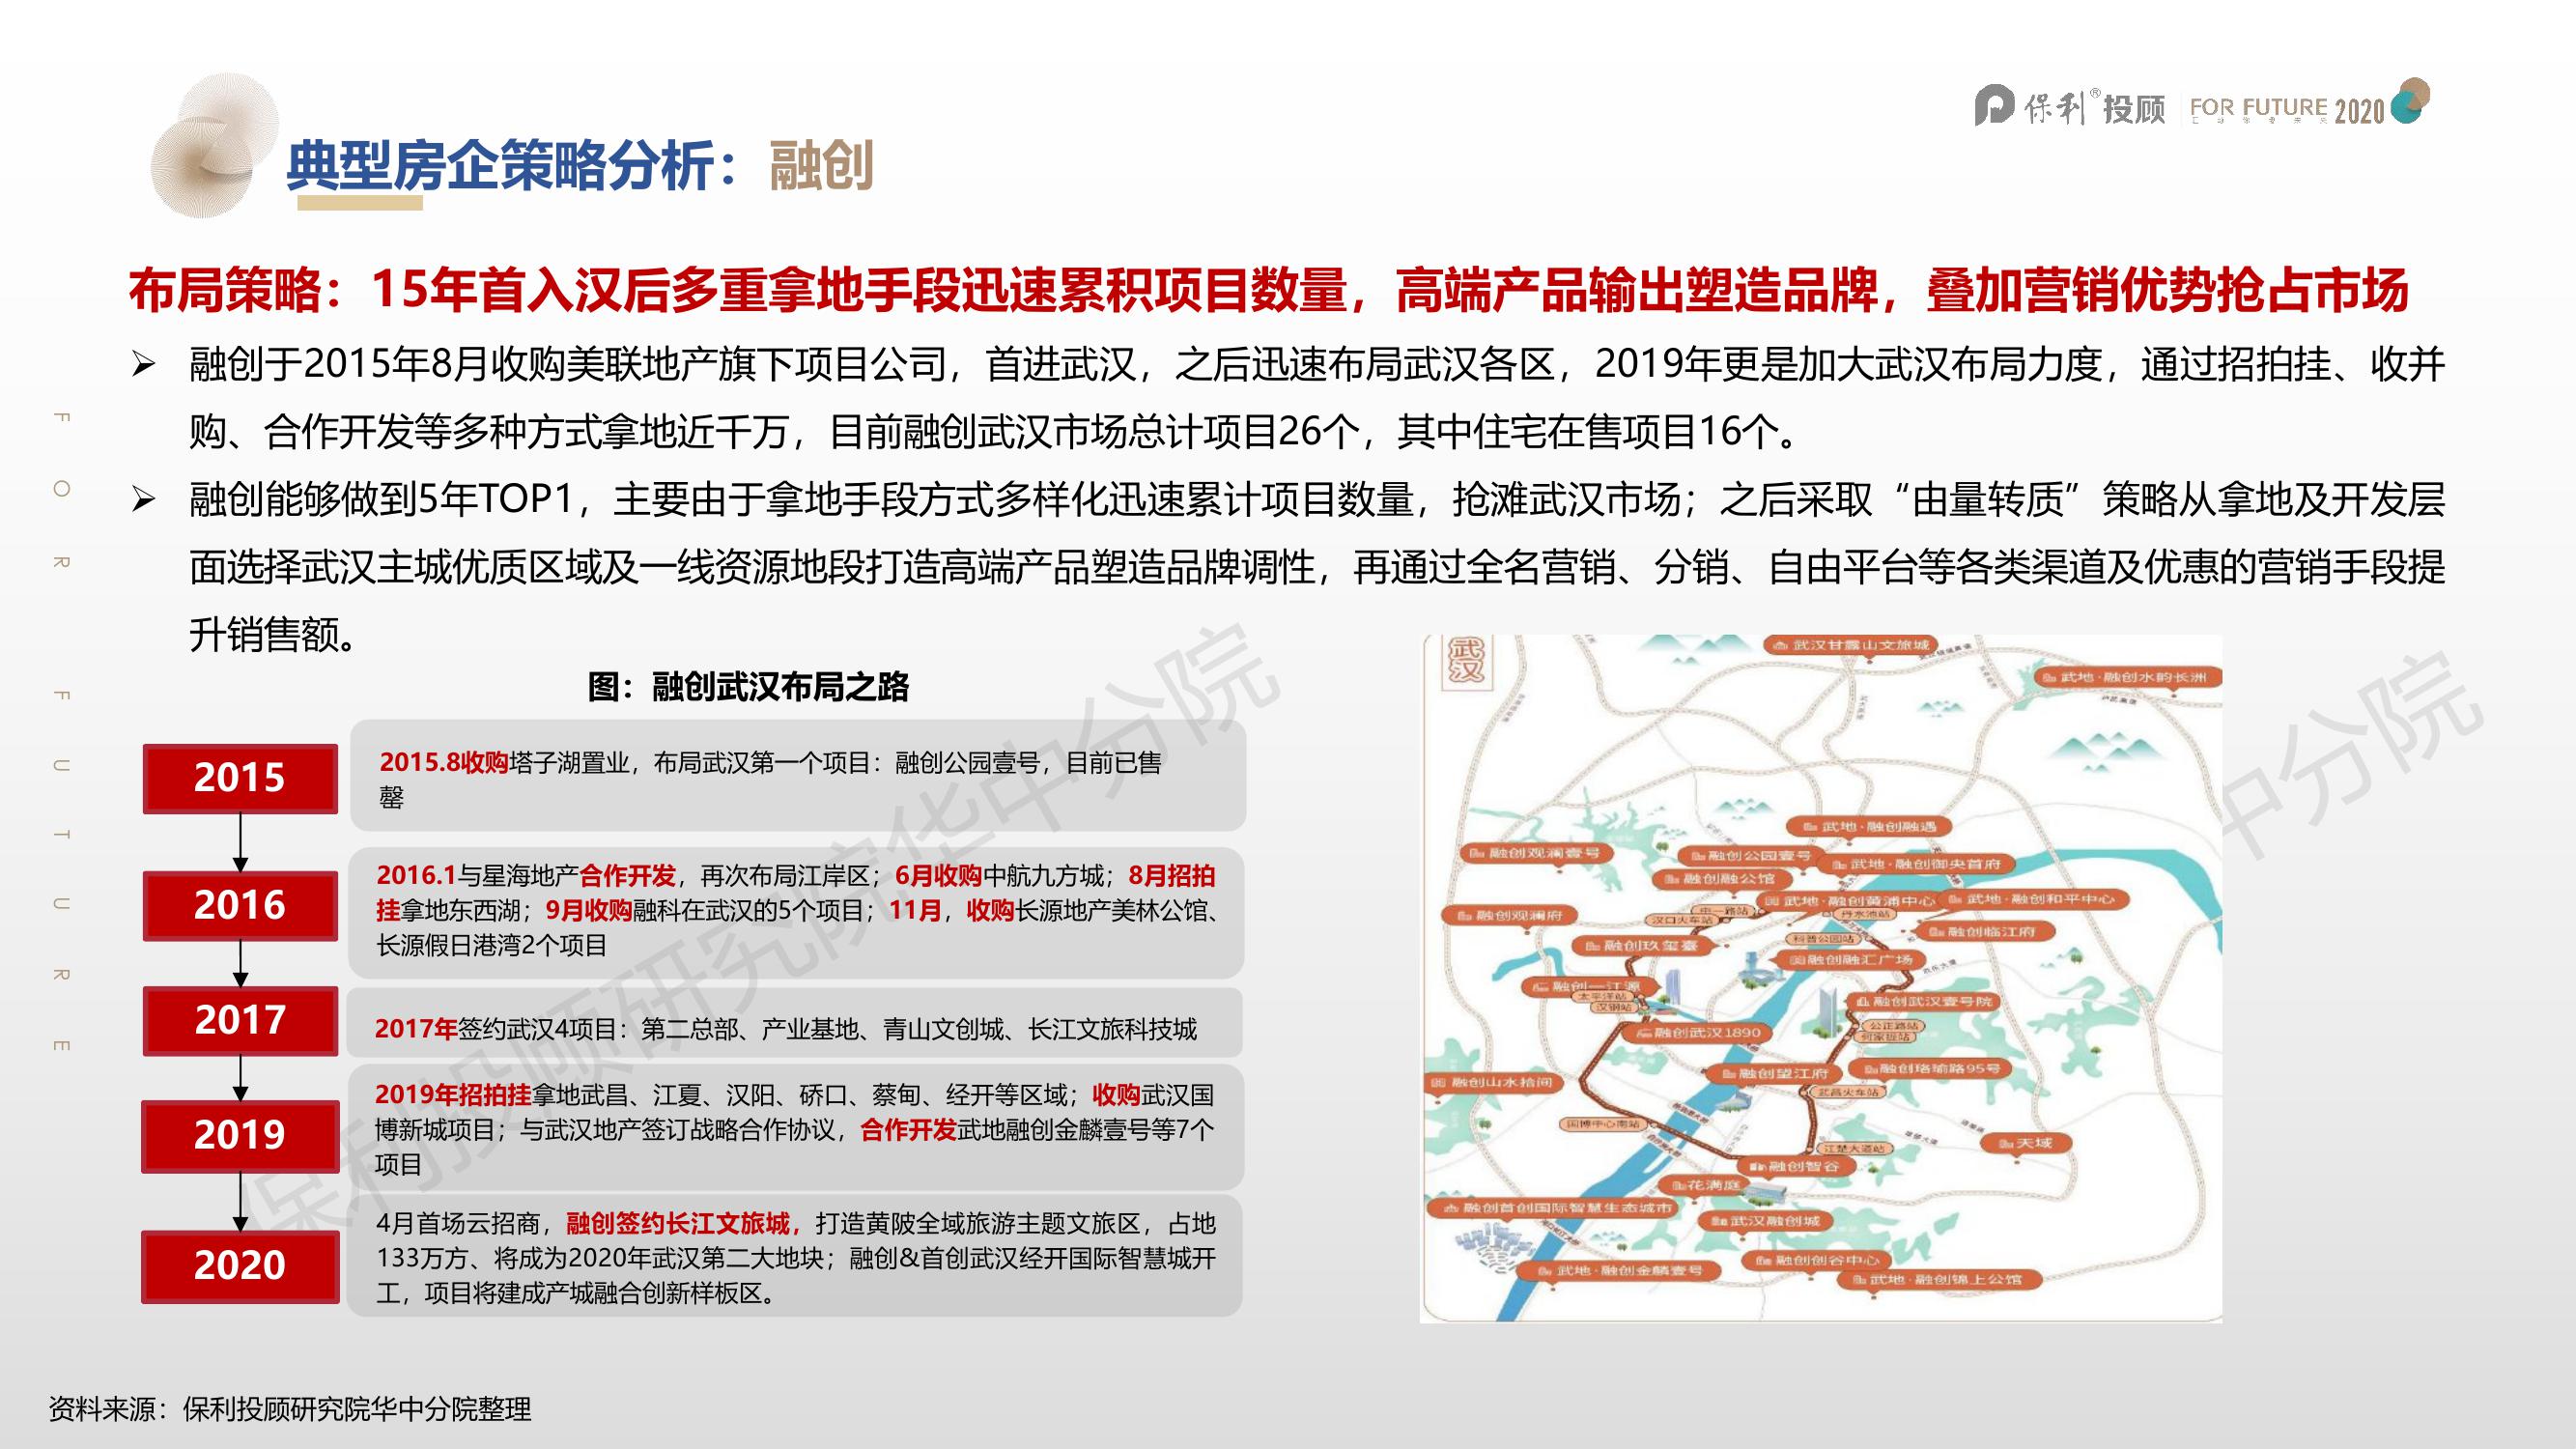 保利®投顾 FOR FUTURE 2020
典型房企策略分析：融创
布局策略：15年首入汉后多重拿地手段迅速累积项目数量，高端产品输出塑造品牌，叠加营销优势抢占市场
➢ 融创于2015年8月收购美联地产旗下项目公司，首进武汉，之后迅速布局武汉各区，2019年更是加大武汉布局力度，通过招拍挂、收并
购、合作开发等多种方式拿地近千万，目前融创武汉市场总计项目26个，其中住宅在售项目16个。
➢ 融创能够做到5年TOP1，主要由于拿地手段方式多样化迅速累计项目数量，抢滩武汉市场；之后采取“由量转质”策略从拿地及开发层
面选择武汉主城优质区域及一线资源地段打造高端产品塑造品牌调性，再通过全名营销、分销、自由平台等各类渠道及优惠的营销手段提
升销售额。
图：融创武汉布局之路
2015
2015.8收购塔子湖置业，布局武汉第一个项目：融创公园壹号，目前已售
罄
2016
2016.1与星海地产合作开发，再次布局江岸区；6月收购中航九方城；8月招拍
挂拿地东西湖；9月收购融科在武汉的5个项目；11月，收购长源地产美林公馆、
长源假日港湾2个项目
2017
2017年签约武汉4项目：第二总部、产业基地、青山文创城、长江文旅科技城
2019
2019年招拍挂拿地武昌、江夏、汉阳、硚口、蔡甸、经开等区域；收购武汉国
博新城项目；与武汉地产签订战略合作协议，合作开发武地融创金麟壹号等7个
项目
2020
4月首场云招商，融创签约长江文旅城，打造黄陂全域旅游主题文旅区，占地
133万方、将成为2020年武汉第二大地块；融创&首创武汉经开国际智慧城开
工，项目将建成产城融合创新样板区。
武汉
武汉甘露山文旅城
武地·融创水韵长洲
武地·融创融遇
融创观澜壹号
融创公园壹号
武地·融创御央首府
融创融公馆
武地·融创黄浦中心
武地·融创和平中心
融创观澜府
汉口火车站
丹水池站
融创临江府
科普公园站
融创玖玺臺
融创融汇广场
融创一江源
太平洋站
汉钢站
融创武汉壹号院
融创武汉1890
公正路站
何家垅站
融创望江府
融创珞瑜路95号
融创山水拾间
武昌火车站
国博中心南站
天域
江楚大道站
融创智谷
花满庭
融创首创国际智慧生态城市
武汉融创城
武地·融创金麟壹号
融创创谷中心
武地·融创锦上公馆
资料来源：保利投顾研究院华中分院整理
FOR FUTURE
保利投顾研究院华中分院
中分院